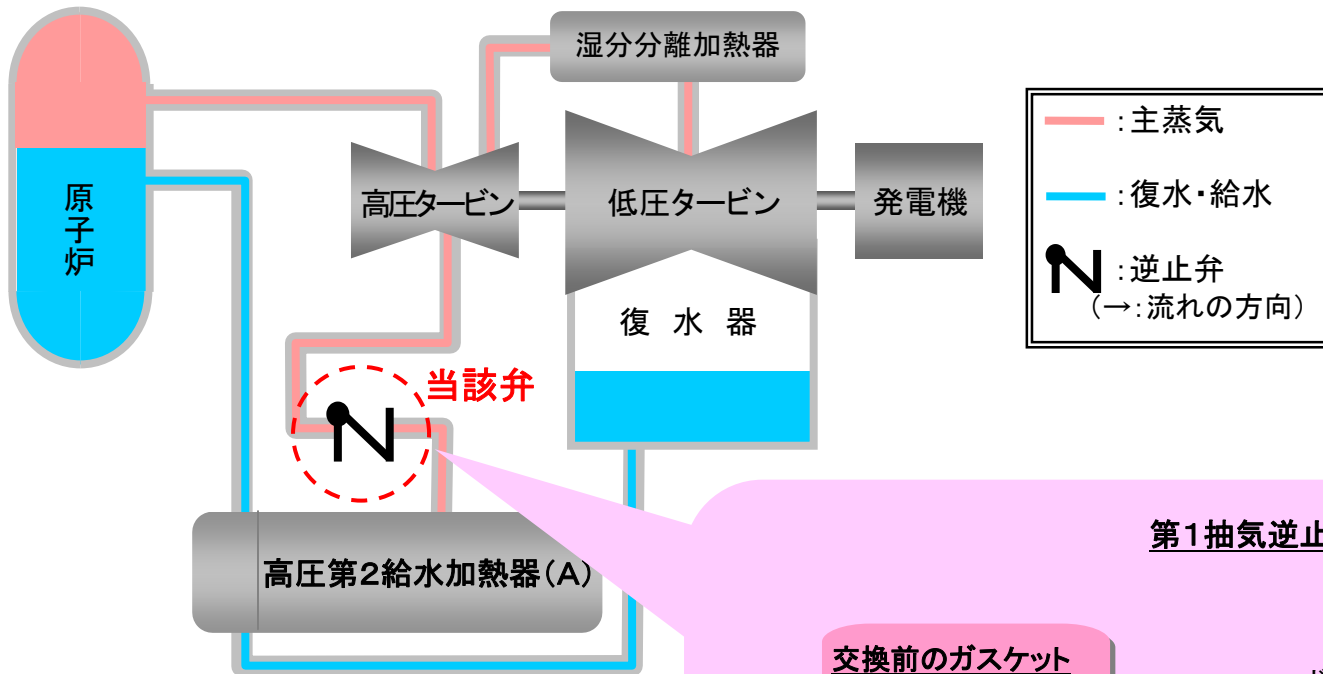 湿分分離加熱器
原子炉
高圧タービン
低圧タービン
発電機
:主蒸気
:復水・給水
:逆止弁
(→:流れの方向)
復水器
当該弁
高圧第2給水加熱器(A)
第1抽気逆止
交換前のガスケット